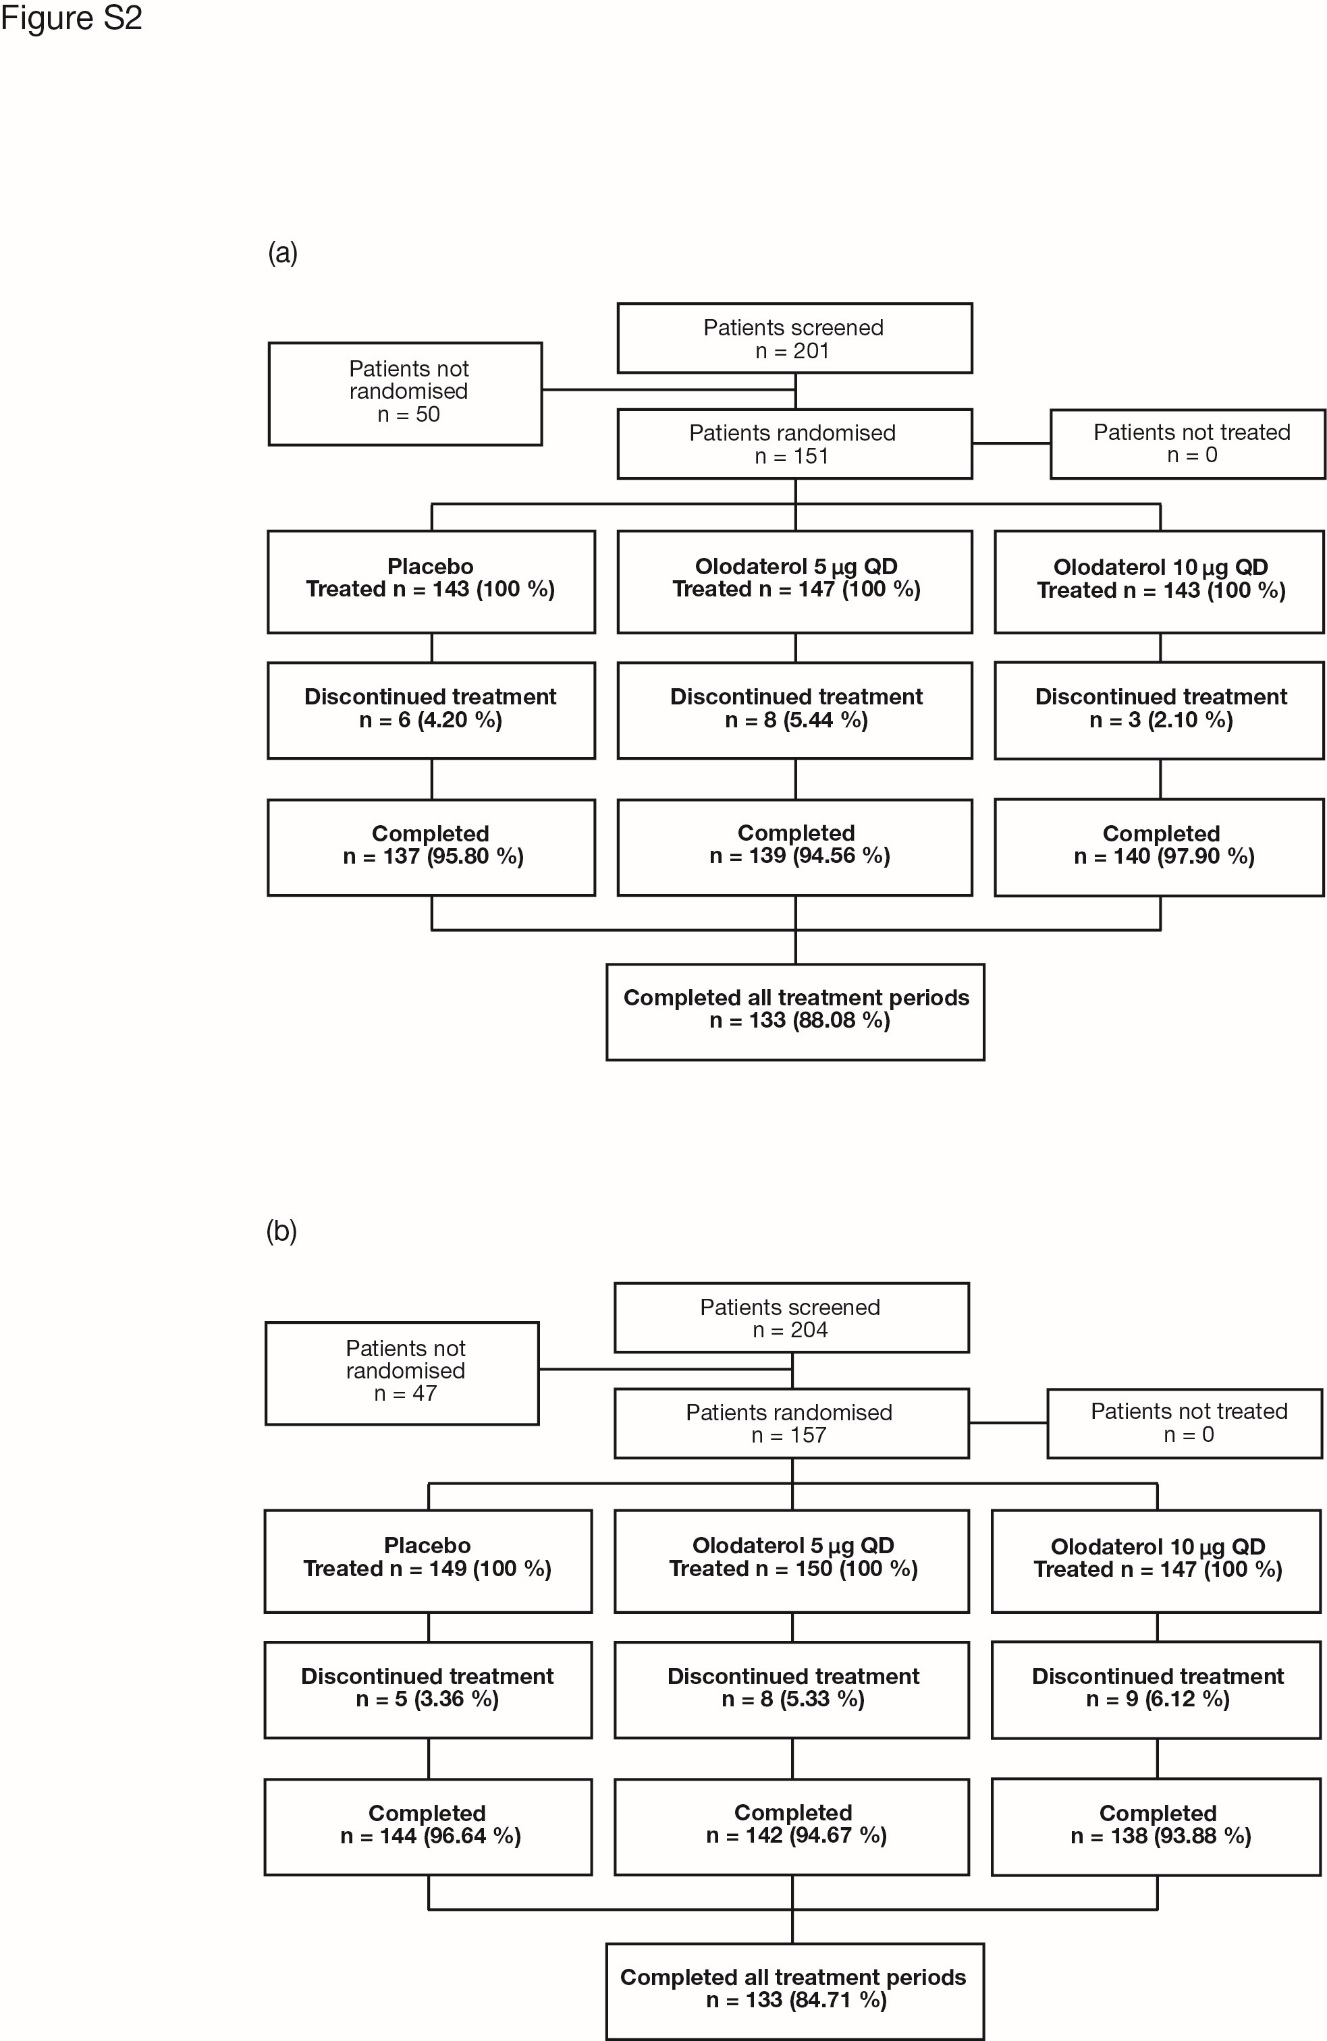 Figure S2
(a)
Patients screened
n = 201
Patients not
randomised
n = 50
Patients randomised
n = 151
Patients not treated
n = 0
Placebo
Treated n = 143 (100 %)
Olodaterol 5 µg QD
Treated n = 147 (100 %)
Olodaterol 10 µg QD
Treated n = 143 (100 %)
Discontinued treatment
n = 6 (4.20 %)
Discontinued treatment
n = 8 (5.44 %)
Discontinued treatment
n = 3 (2.10 %)
Completed
n = 137 (95.80 %)
Completed
n = 139 (94.56 %)
Completed
n = 140 (97.90 %)
Completed all treatment periods
n = 133 (88.08 %)
(b)
Patients screened
n = 204
Patients not
randomised
n = 47
Patients randomised
n = 157
Patients not treated
n = 0
Placebo
Treated n = 149 (100 %)
Olodaterol 5 µg QD
Treated n = 150 (100 %)
Olodaterol 10 µg QD
Treated n = 147 (100 %)
Discontinued treatment
n = 5 (3.36 %)
Discontinued treatment
n = 8 (5.33 %)
Discontinued treatment
n = 9 (6.12 %)
Completed
n = 144 (96.64 %)
Completed
n = 142 (94.67 %)
Completed
n = 138 (93.88 %)
Completed all treatment periods
n = 133 (84.71 %)